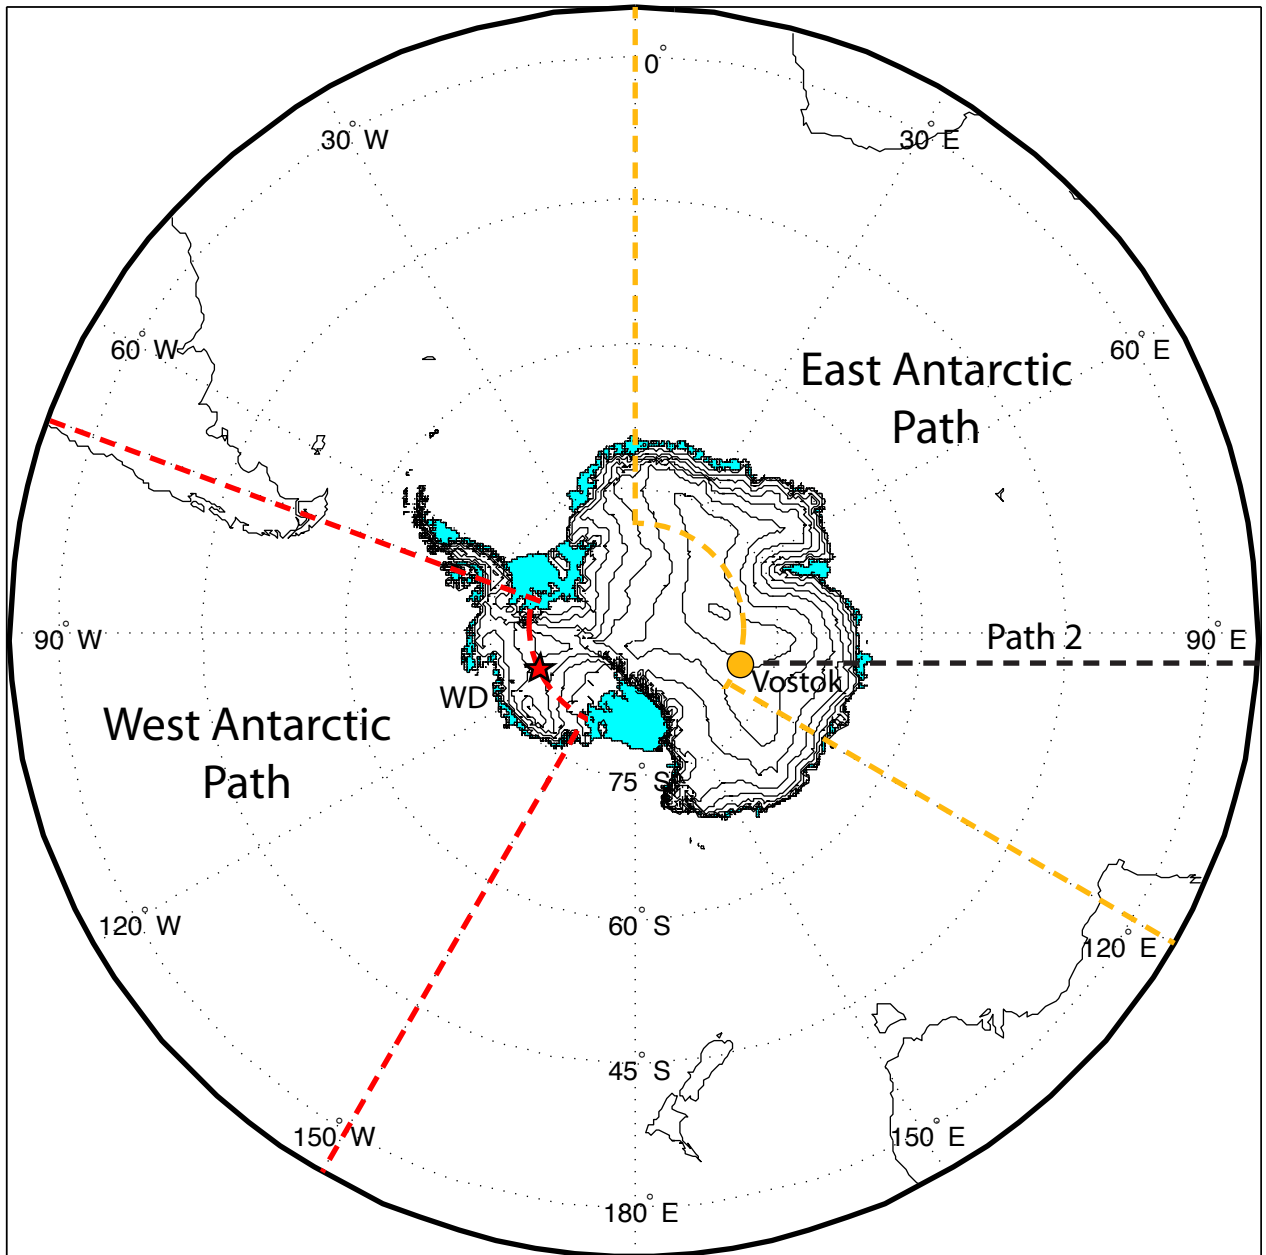 0°
30° W
30° E
60° W
60° E
East Antarctic
Path
90° W
Path 2
90° E
WD
Vostok
West Antarctic
Path
75° S
120° W
60° S
120° E
45° S
150° W
150° E
180° E